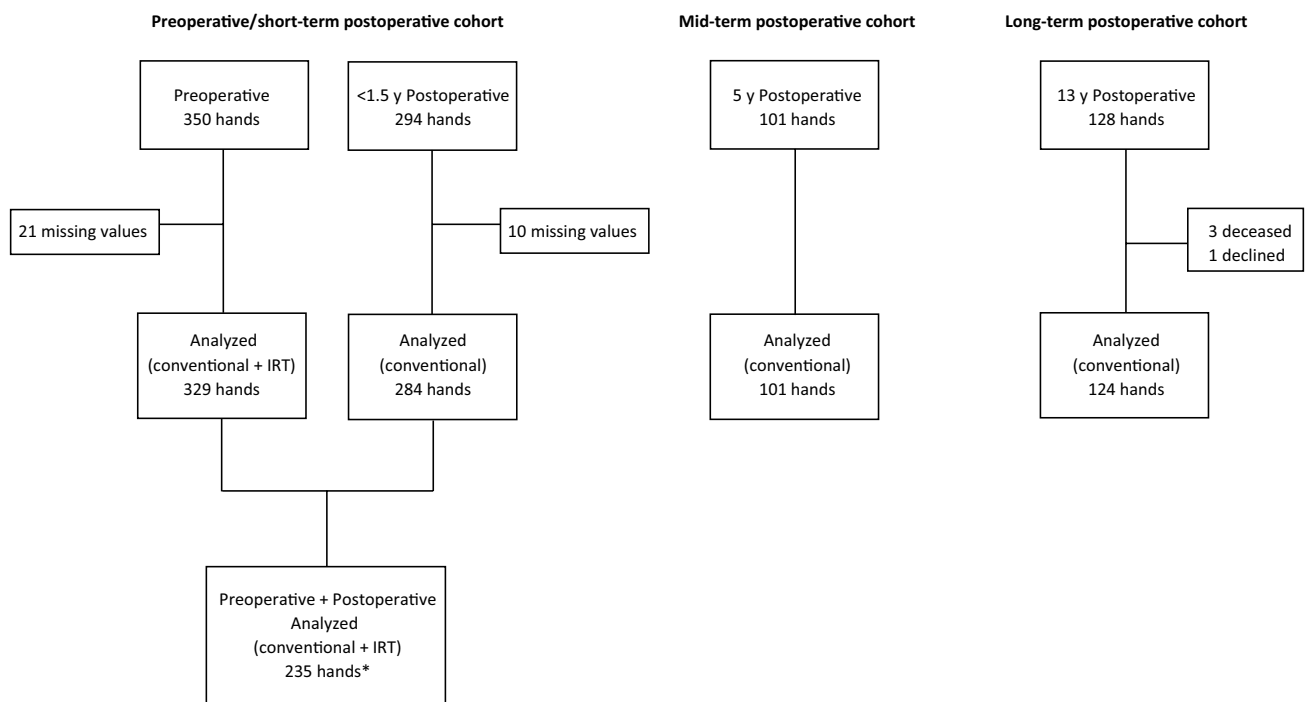 Preoperative/short-term postoperative cohort
Mid-term postoperative cohort
Long-term postoperative cohort
Preoperative
350 hands
<1.5 y Postoperative
294 hands
5 y Postoperative
101 hands
13 y Postoperative
128 hands
21 missing values
10 missing values
3 deceased
1 declined
Analyzed
(conventional + IRT)
329 hands
Analyzed
(conventional)
284 hands
Analyzed
(conventional)
101 hands
Analyzed
(conventional)
124 hands
Preoperative + Postoperative
Analyzed
(conventional + IRT)
235 hands*